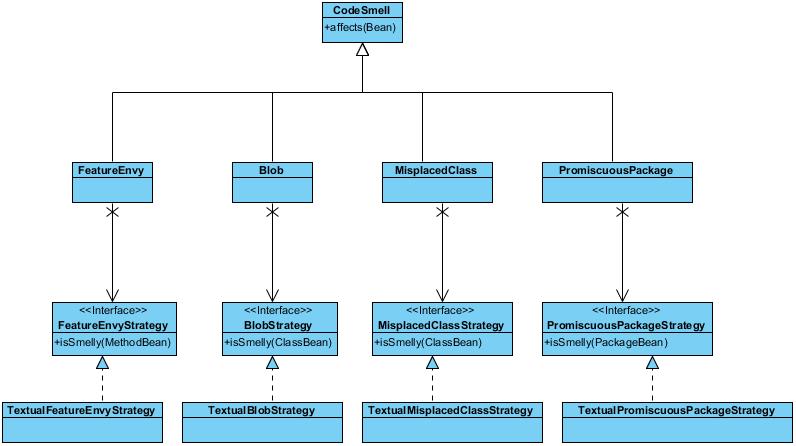 CodeSmell
+affects(Bean)
FeatureEnvy
Blob
MisplacedClass
PromiscuousPackage
<<Interface>>
FeatureEnvyStrategy
+isSmelly(MethodBean)
<<Interface>>
BlobStrategy
+isSmelly(ClassBean)
<<Interface>>
MisplacedClassStrategy
+isSmelly(ClassBean)
<<Interface>>
PromiscuousPackageStrategy
+isSmelly(PackageBean)
TextualFeatureEnvyStrategy
TextualBlobStrategy
TextualMisplacedClassStrategy
TextualPromiscuousPackageStrategy